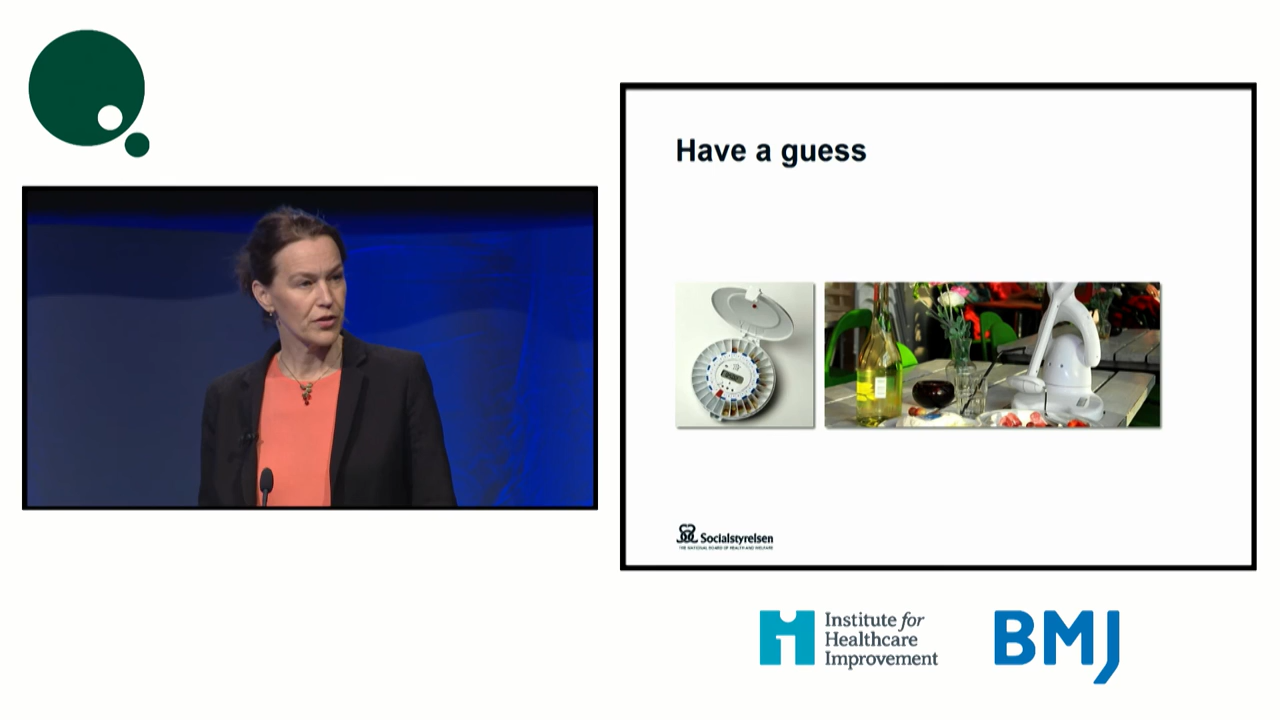 Have a guess
Socialstyrelsen
THE NATIONAL BOARD OF HEALTH AND WELFARE
Institute for
Healthcare
Improvement
BMJ